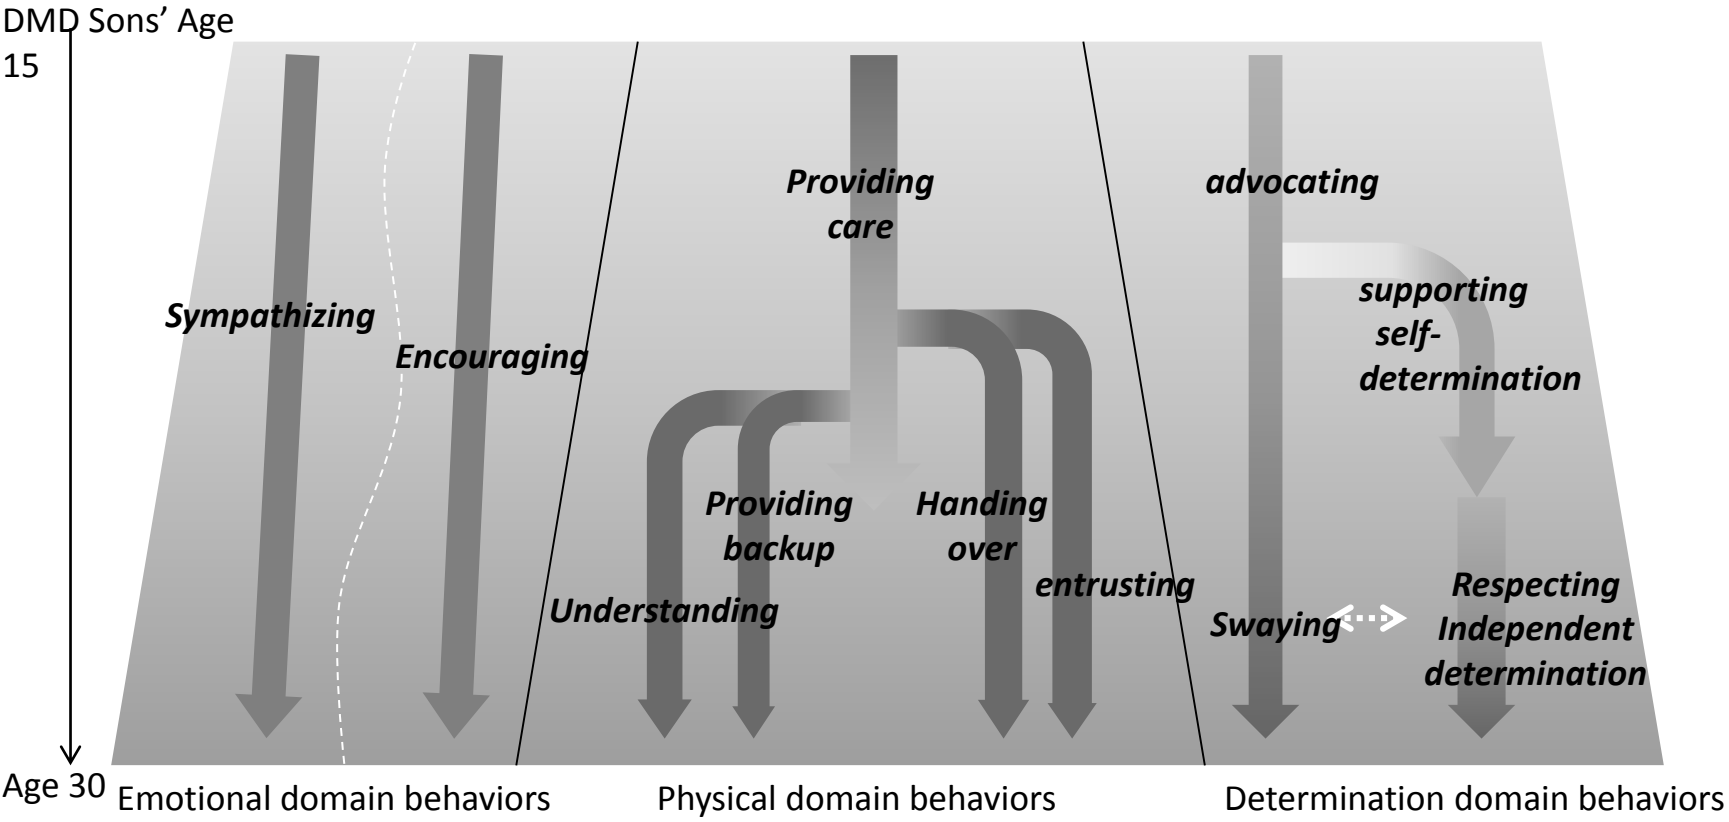 DMD Sons’ Age
15
Providing
care
advocating
Sympathizing
Encouraging
supporting
self-
determination
Providing
backup
Handing
over
Understanding
entrusting
Swaying
Respecting
Independent
determination
Age 30
Emotional domain behaviors
Physical domain behaviors
Determination domain behaviors